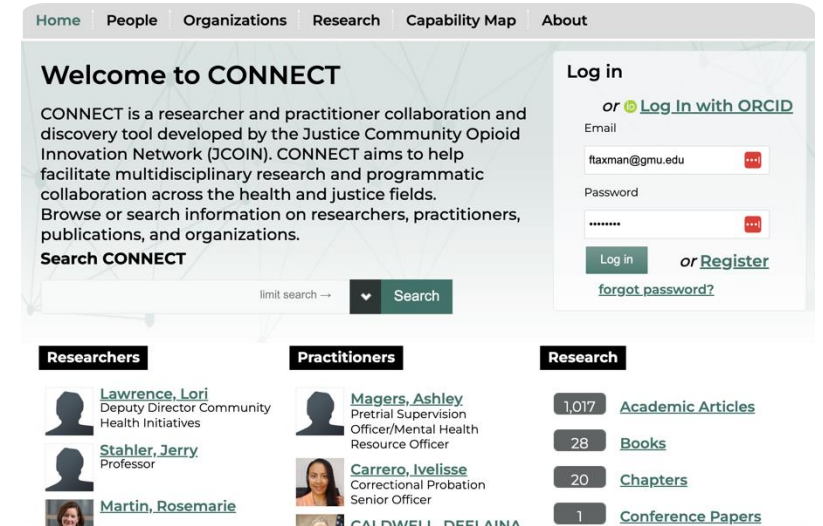 Home People Organizations Research Capability Map About
Welcome to CONNECT
CONNECT is a researcher and practitioner collaboration and
discovery tool developed by the Justice Community Opioid
Innovation Network (JCOIN). CONNECT aims to help
facilitate multidisciplinary research and programmatic
collaboration across the health and justice fields.
Browse or search information on researchers, practitioners,
publications, and organizations.
Search CONNECT
limit search → Search
Log in
or iD Log In with ORCID
Email
ftaxman@gmu.edu
Password
••••••••
Log in or Register
forgot password?
Researchers
Lawrence, Lori
Deputy Director Community
Health Initiatives
Stahler, Jerry
Professor
Martin, Rosemarie
Practitioners
Magers, Ashley
Pretrial Supervision
Officer/Mental Health
Resource Officer
Carrero, Ivelisse
Correctional Probation
Senior Officer
CALDWELL, DEELAINA
Research
1,017 Academic Articles
28 Books
20 Chapters
1 Conference Papers